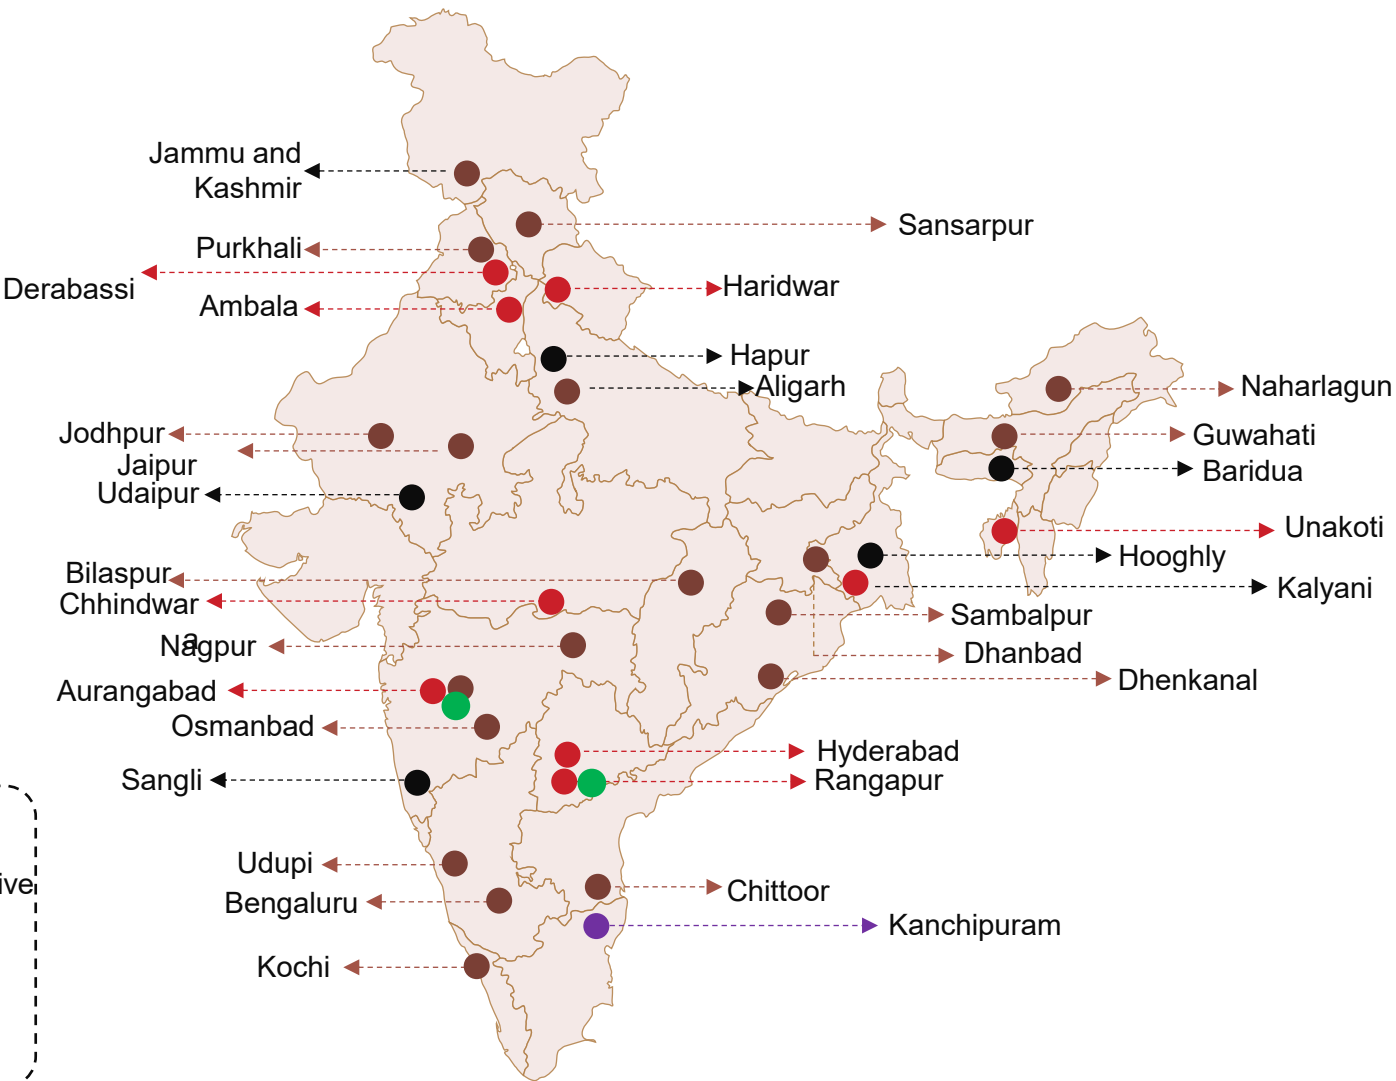 Jammu and
Kashmir
Sansarpur
Purkhali
Derabassi
Haridwar
Ambala
Hapur
Aligarh
Naharlagun
Jodhpur
Guwahati
Jaipur
Baridua
Udaipur
Unakoti
Hooghly
Bilaspur
Kalyani
Chhindwar
a
Sambalpur
Nagpur
Dhanbad
Dhenkanal
Aurangabad
Osmanbad
Hyderabad
Sangli
Rangapur
Udupi
ive
Chittoor
Bengaluru
Kanchipuram
Kochi